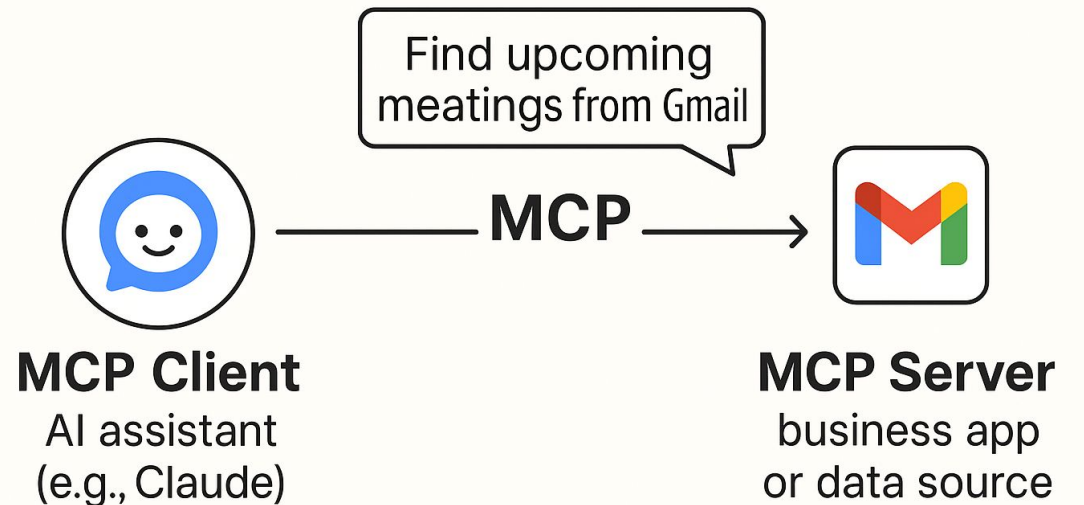 Find upcoming
meatings from Gmail
MCP
MCP Client
AI assistant
(e.g., Claude)
MCP Server
business app
or data source